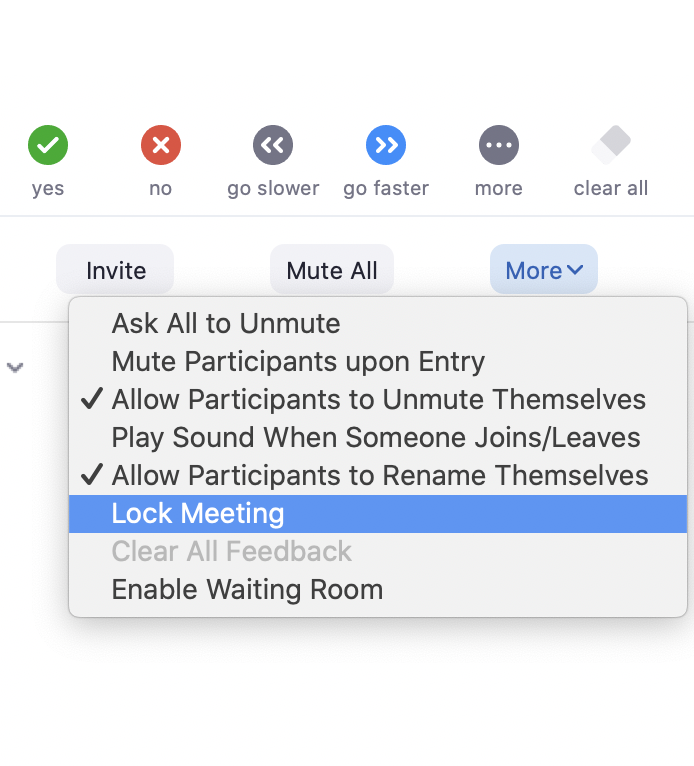 yes no go slower go faster more clear all
Invite Mute All More
Ask All to Unmute
Mute Participants upon Entry
Allow Participants to Unmute Themselves
Play Sound When Someone Joins/Leaves
Allow Participants to Rename Themselves
Lock Meeting
Clear All Feedback
Enable Waiting Room